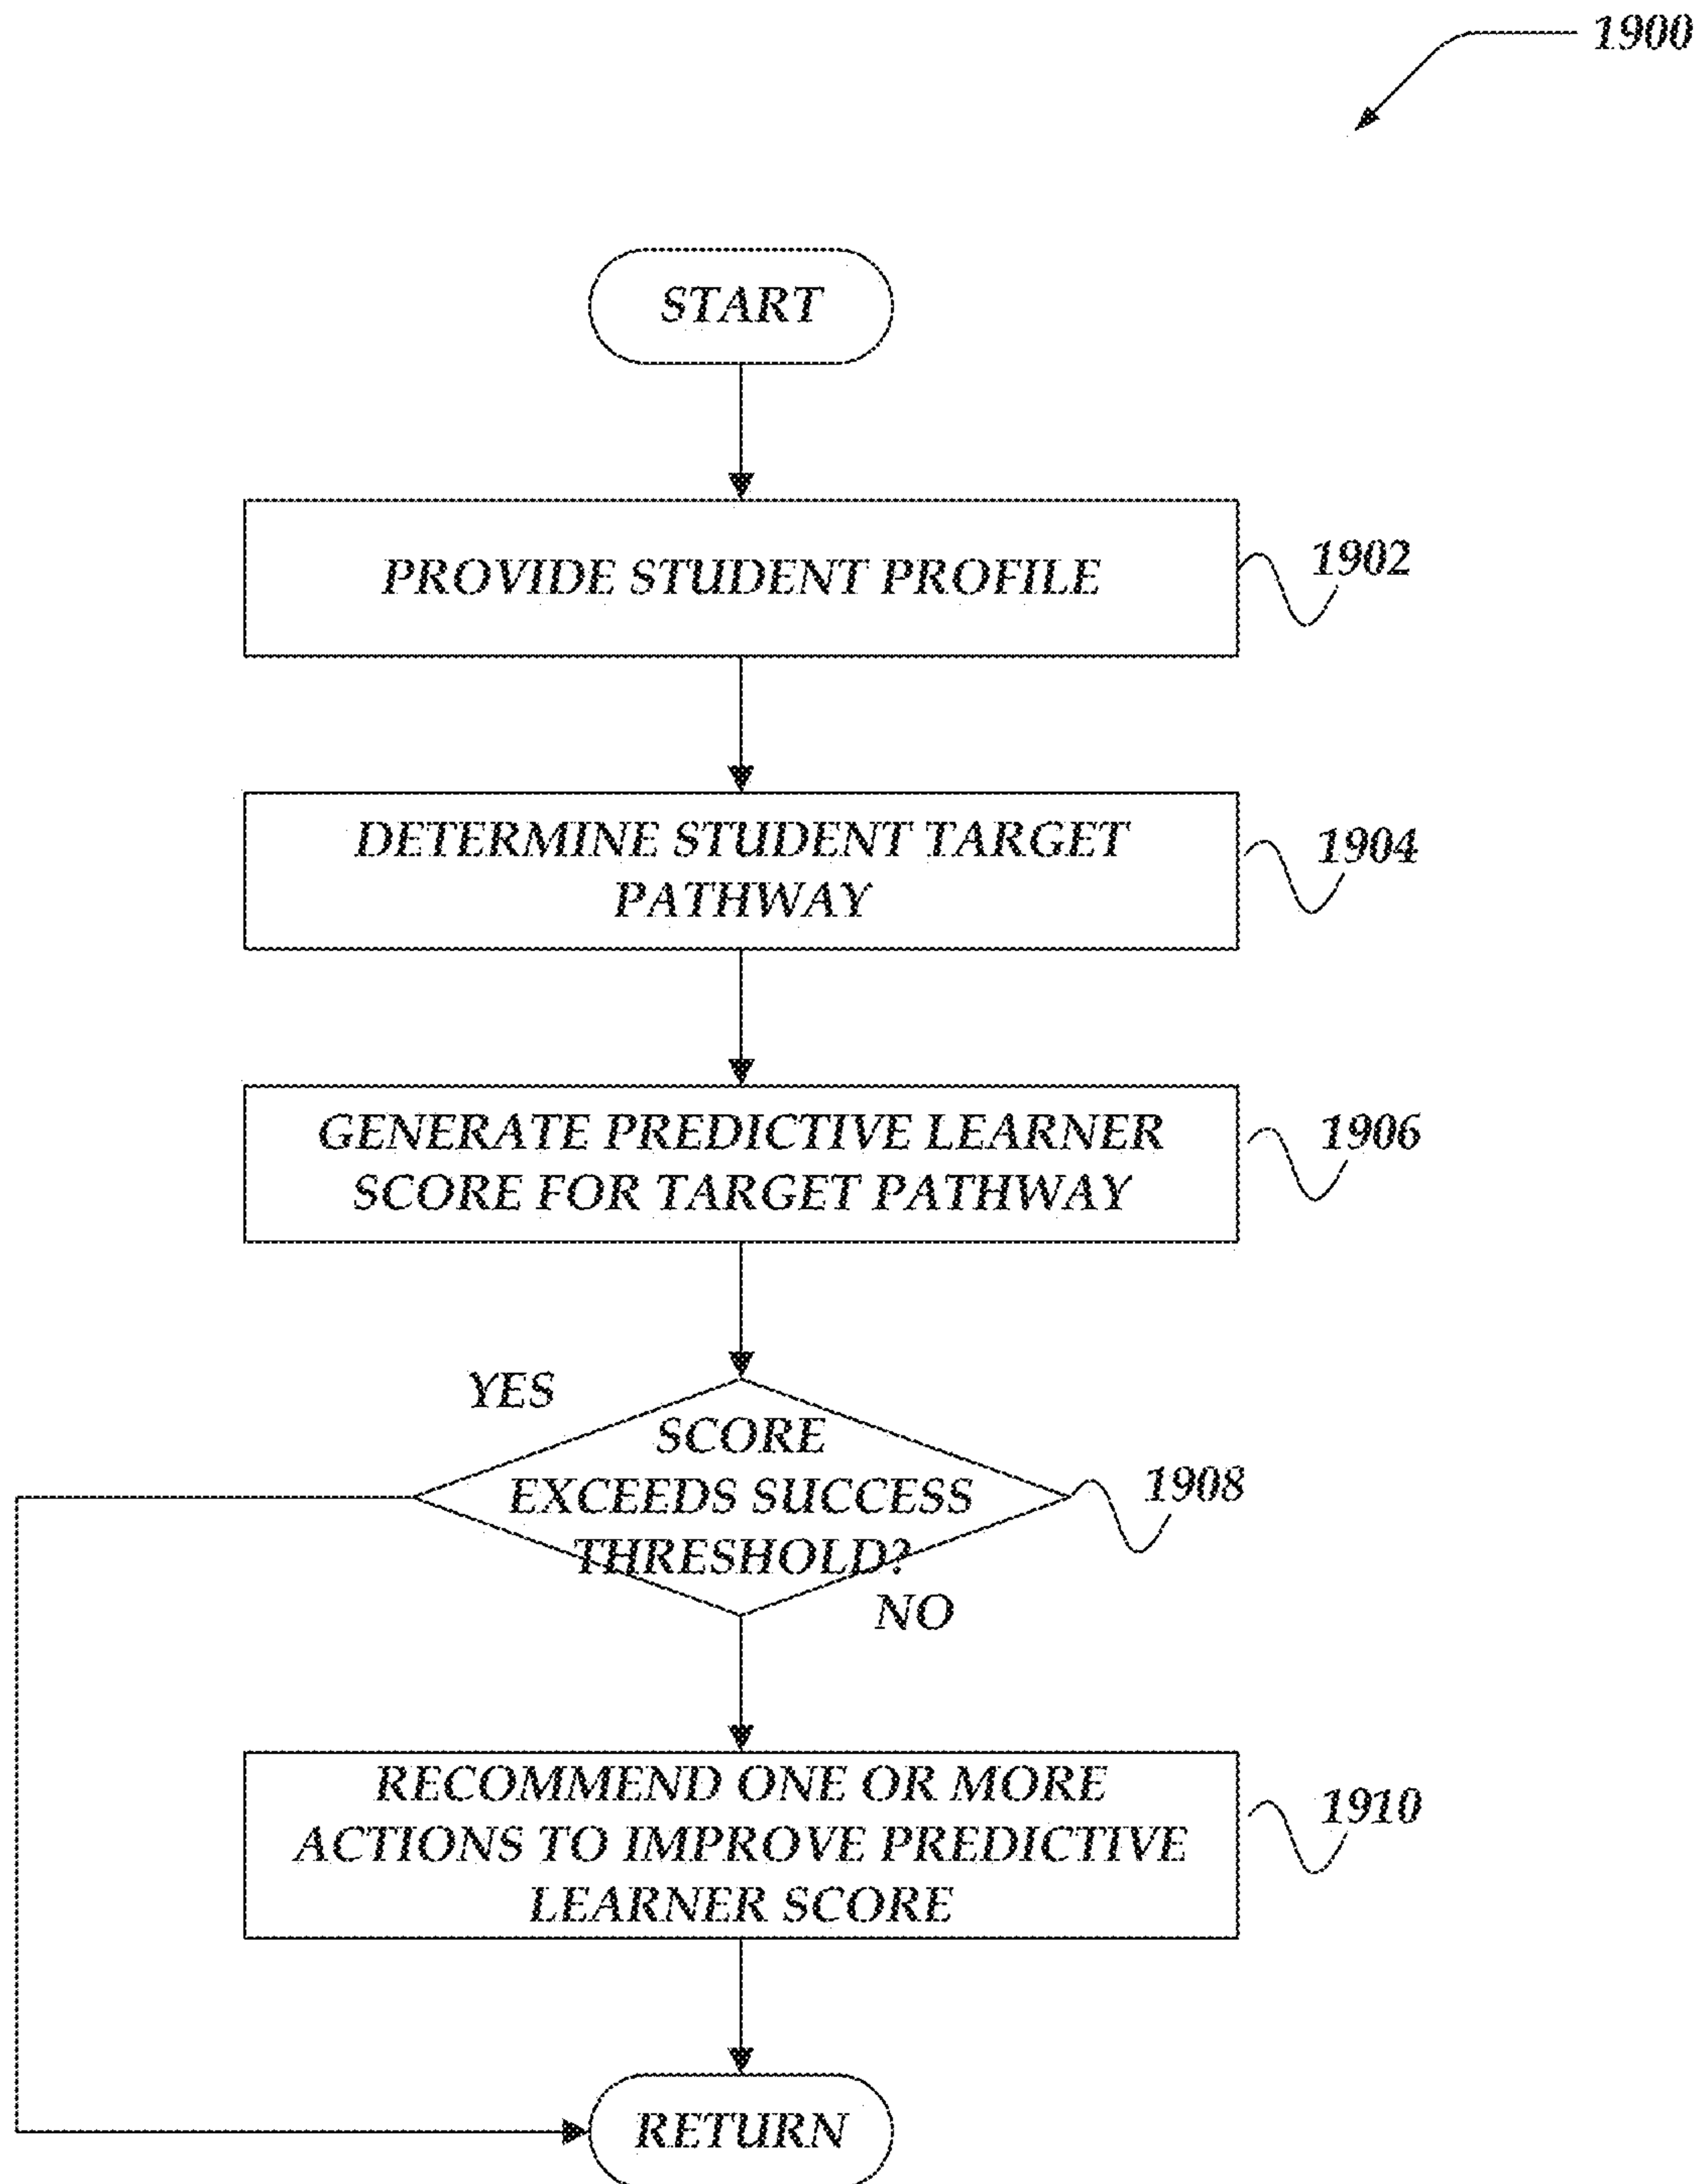 1900
START
PROVIDE STUDENT PROFILE
1902
DETERMINE STUDENT TARGET
PATHWAY
1904
GENERATE PREDICTIVE LEARNER
SCORE FOR TARGET PATHWAY
1906
YES
SCORE
EXCEEDS SUCCESS
THRESHOLD?
1908
NO
RECOMMEND ONE OR MORE
ACTIONS TO IMPROVE PREDICTIVE
LEARNER SCORE
1910
RETURN